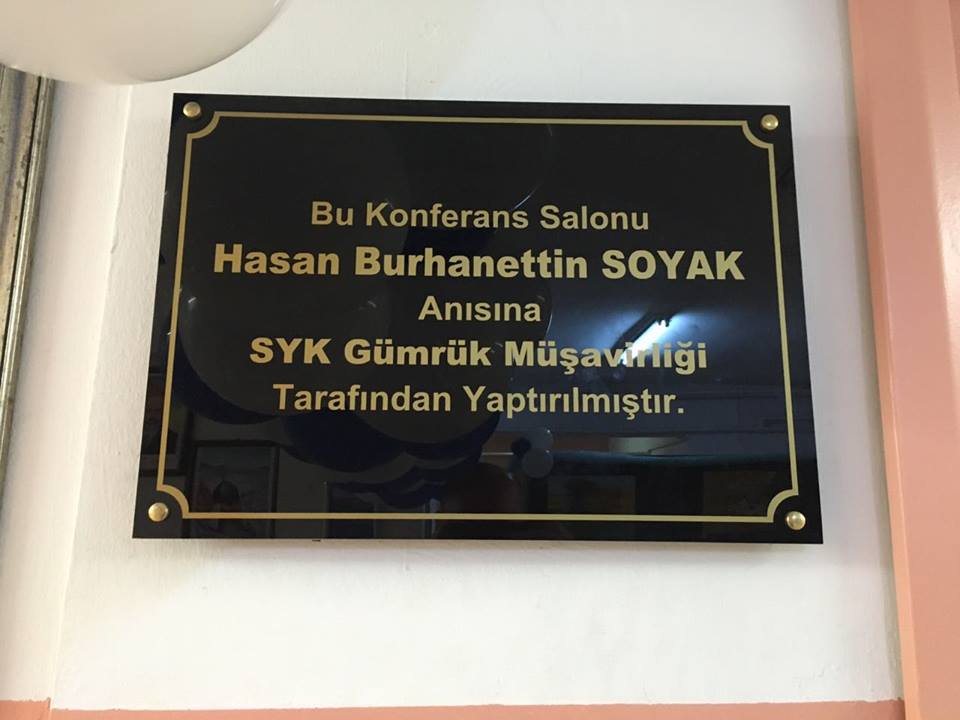 Bu Konferans Salonu
Hasan Burhanettin SOYAK
Anısına
SYK Gümrük Müşavirliği
Tarafından Yaptırılmıştır.